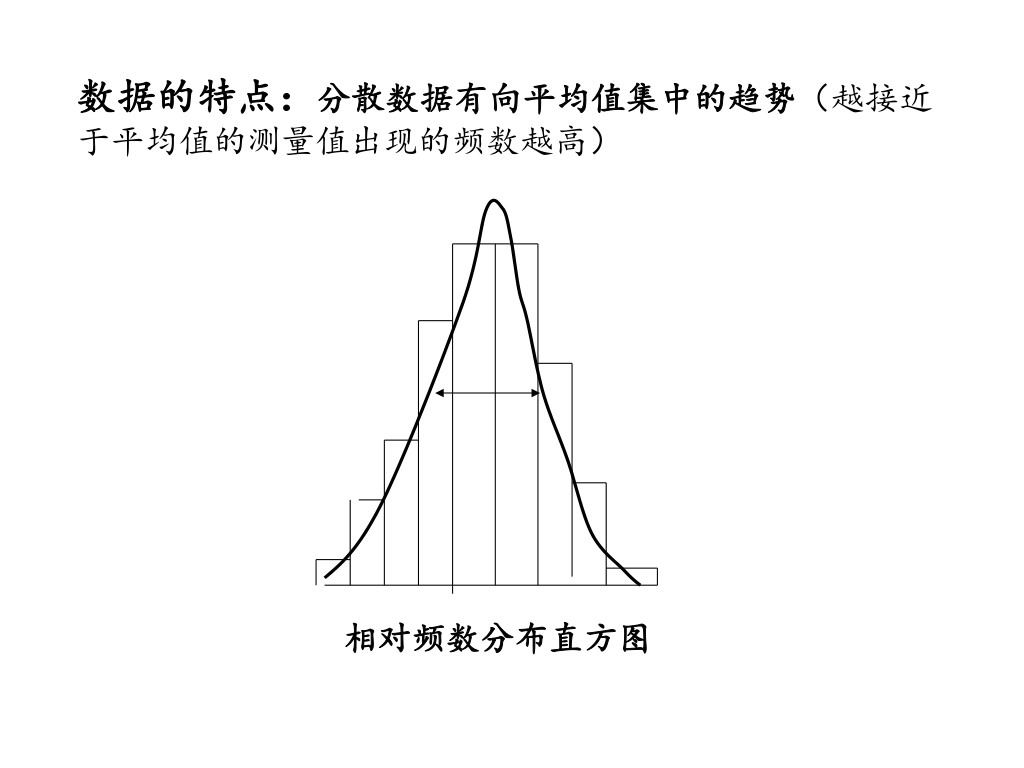 数据的特点：分散数据有向平均值集中的趋势（越接近
于平均值的测量值出现的频数越高）
相对频数分布直方图